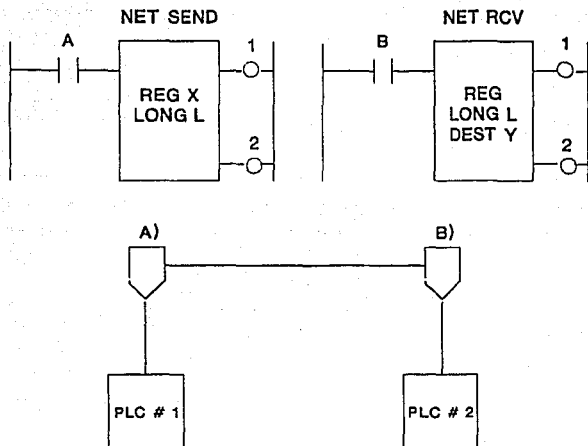 NET SEND
A
1
REG X
LONG L
2
NET RCV
B
1
REG
LONG L
DEST Y
2
A)
B)
PLC # 1
PLC # 2